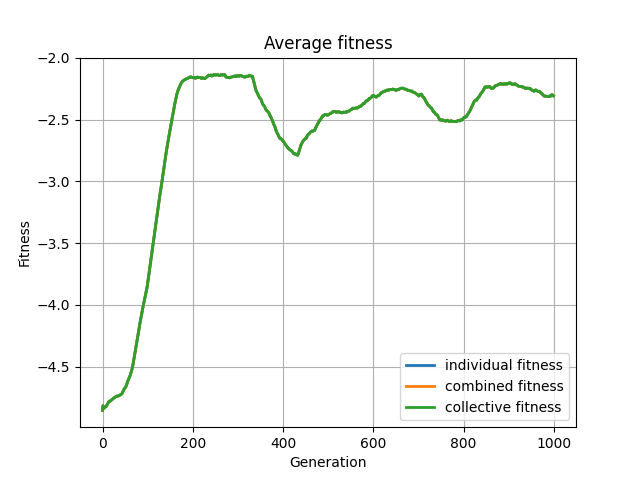 Average fitness
−2.0
−2.5
−3.0
−3.5
−4.0
−4.5
Fitness
individual fitness
combined fitness
collective fitness
0 200 400 600 800 1000
Generation